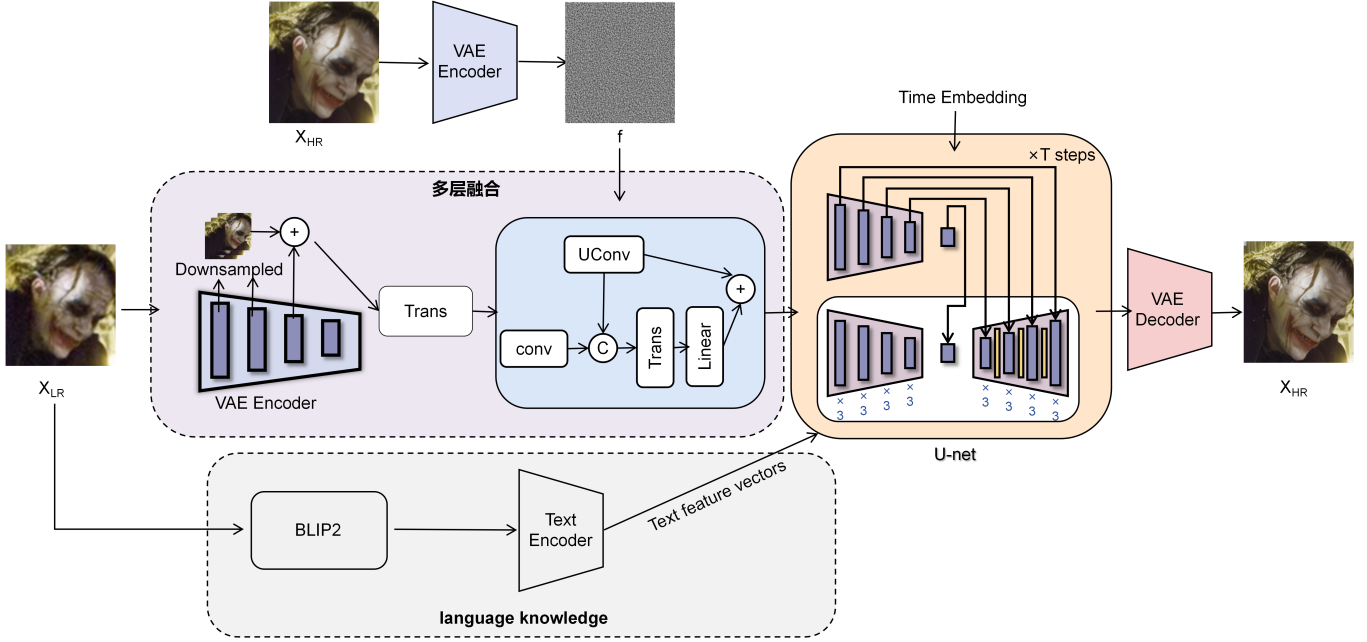 VAE
Encoder
X_HR
f
Time Embedding
×T steps
多层融合
Downsampled
+
UConv
+
Trans
conv
C
Trans
Linear
VAE Encoder
X_LR
VAE
Decoder
X_HR
×
3
×
3
×
3
×
3
×
3
×
3
×
3
×
3
U-net
Text feature vectors
BLIP2
Text
Encoder
language knowledge